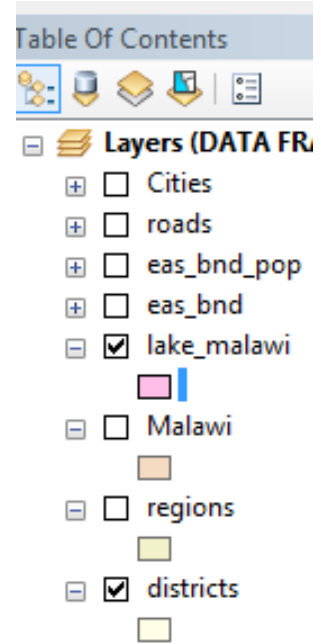 Table Of Contents
Layers (DATA FRA
Cities
roads
eas_bnd_pop
eas_bnd
lake_malawi
Malawi
regions
districts